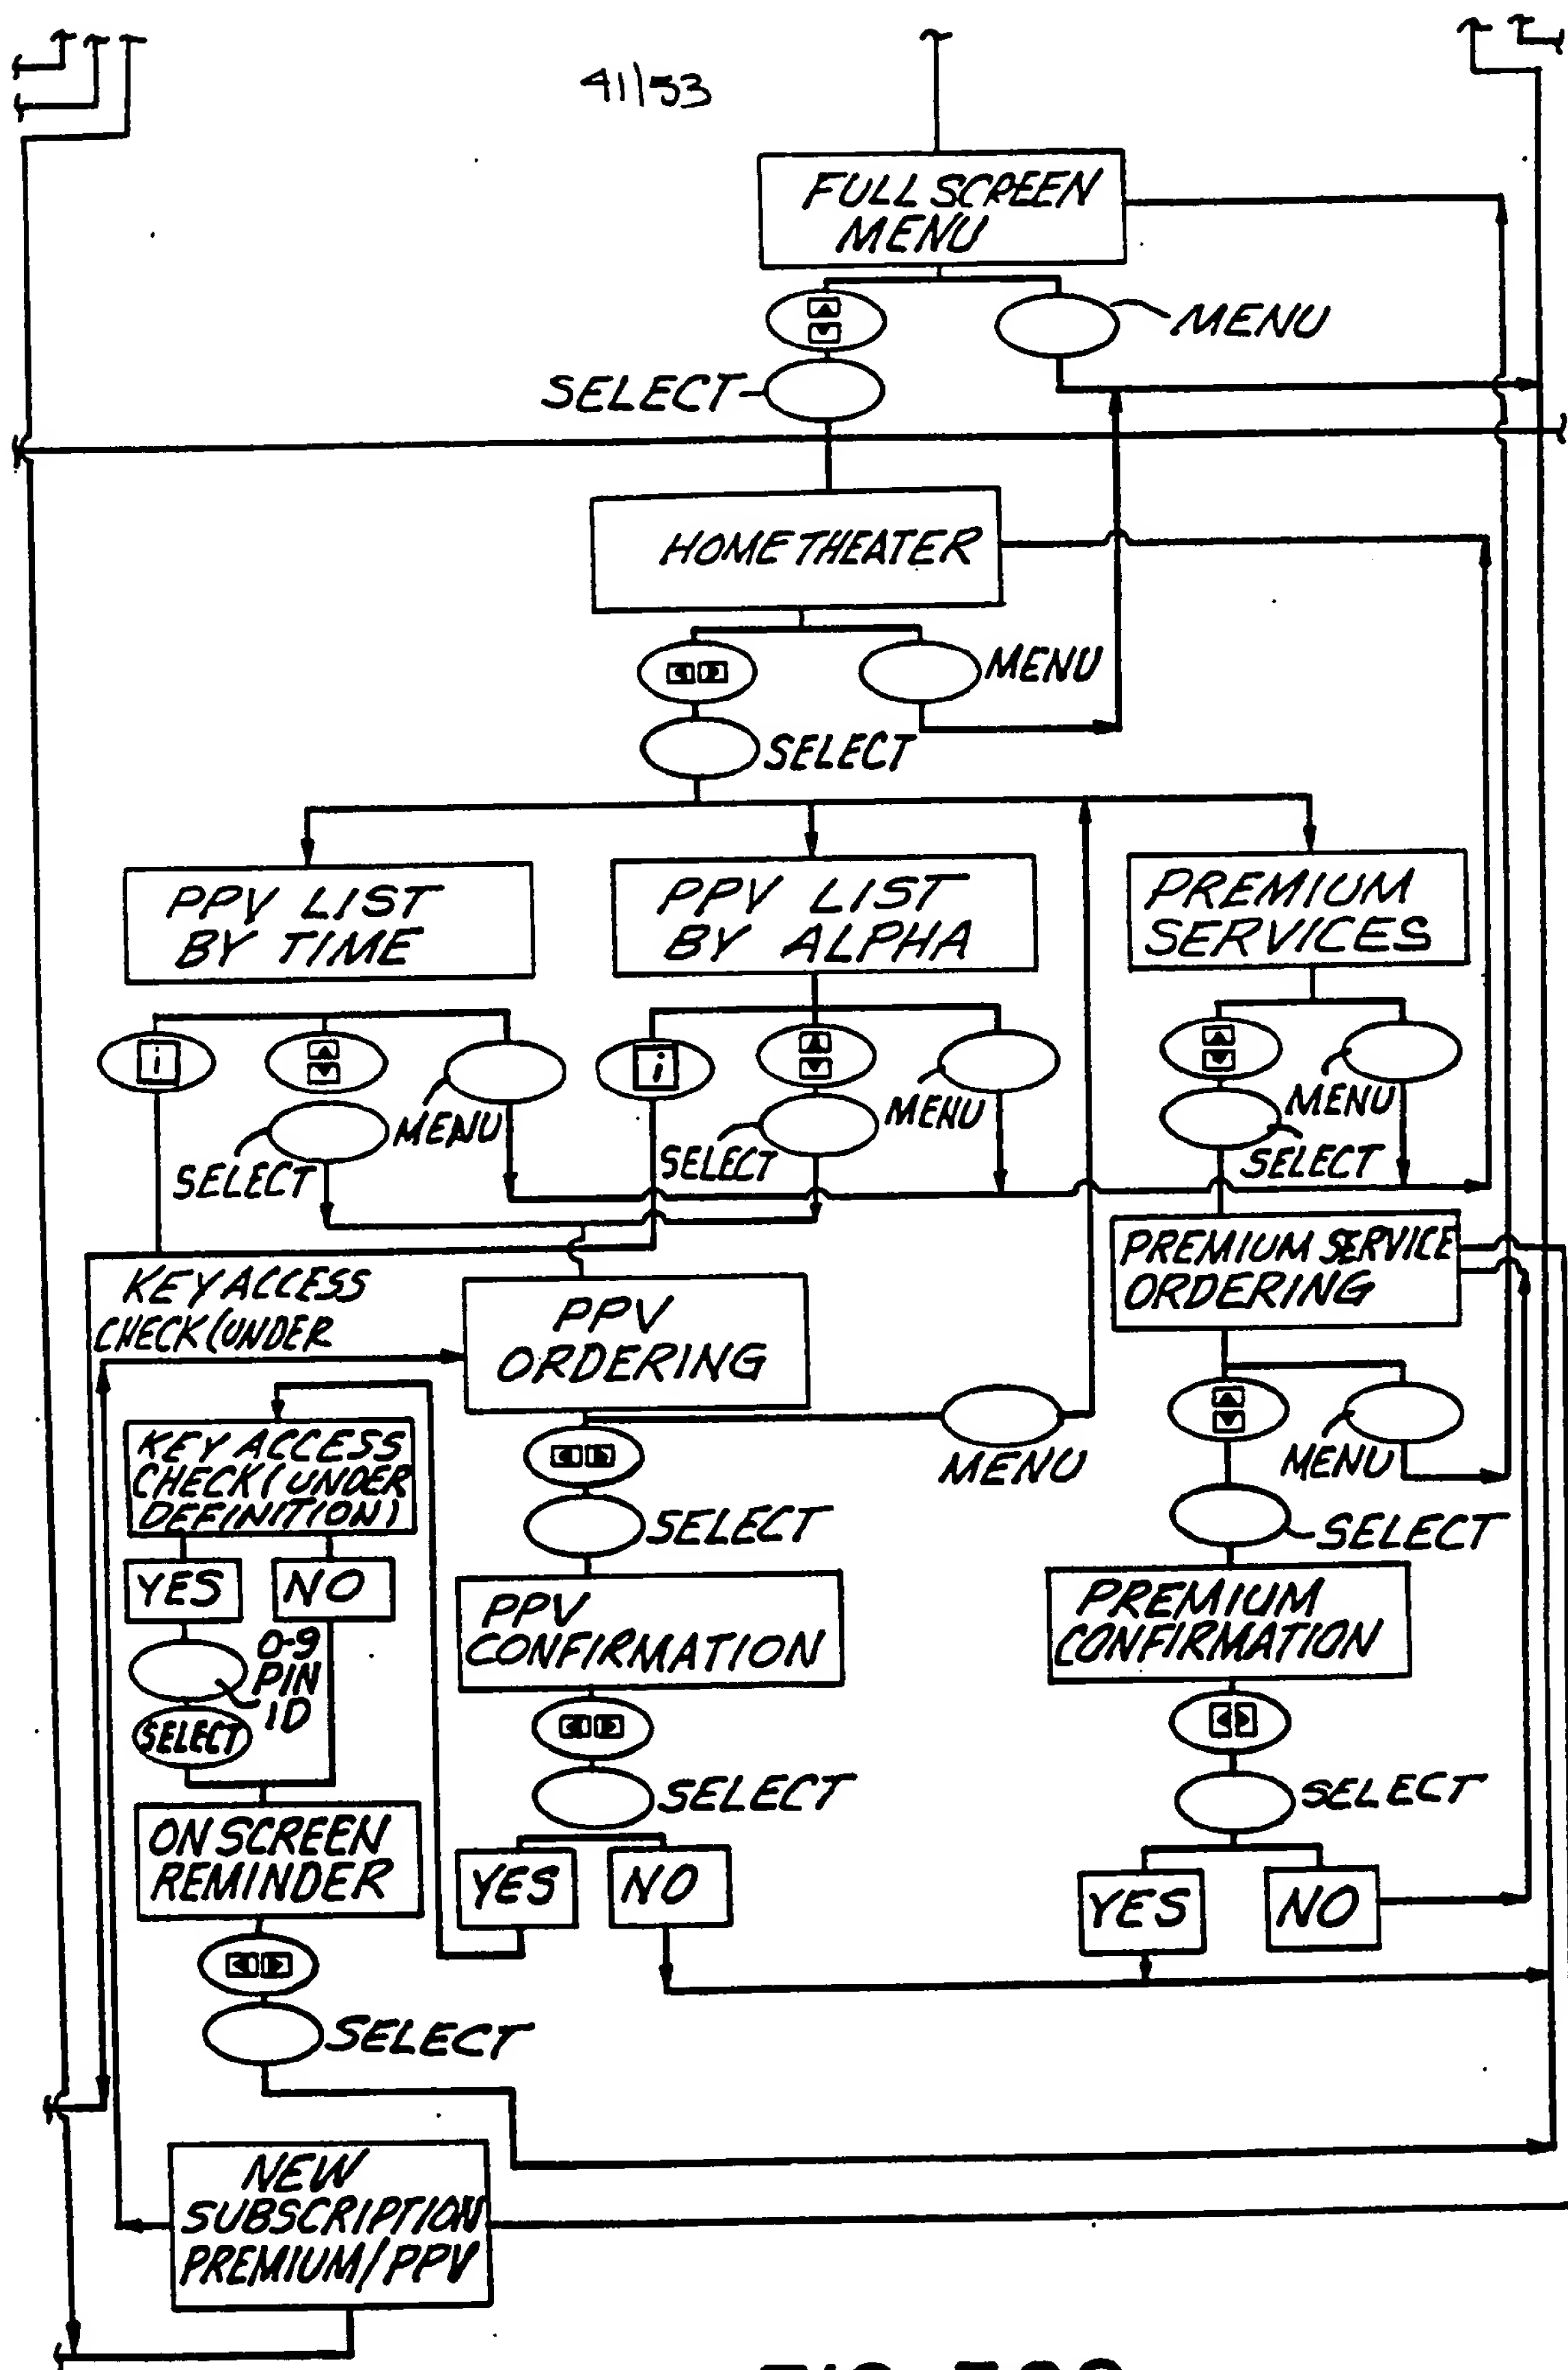 41/53
FULL SCREEN
MENU
MENU
SELECT
HOME THEATER
MENU
SELECT
PPV LIST
BY TIME
PPV LIST
BY ALPHA
PREMIUM
SERVICES
i
i
MENU
SELECT
MENU
SELECT
MENU
SELECT
KEY ACCESS
CHECK (UNDER
PPV
ORDERING
PREMIUM SERVICE
ORDERING
MENU
MENU
KEY ACCESS
CHECK (UNDER
DEFINITION)
SELECT
SELECT
YES
NO
0-9
PIN
ID
SELECT
PPV
CONFIRMATION
PREMIUM
CONFIRMATION
SELECT
SELECT
ON SCREEN
REMINDER
YES
NO
YES
NO
SELECT
NEW
SUBSCRIPTION
PREMIUM/PPV